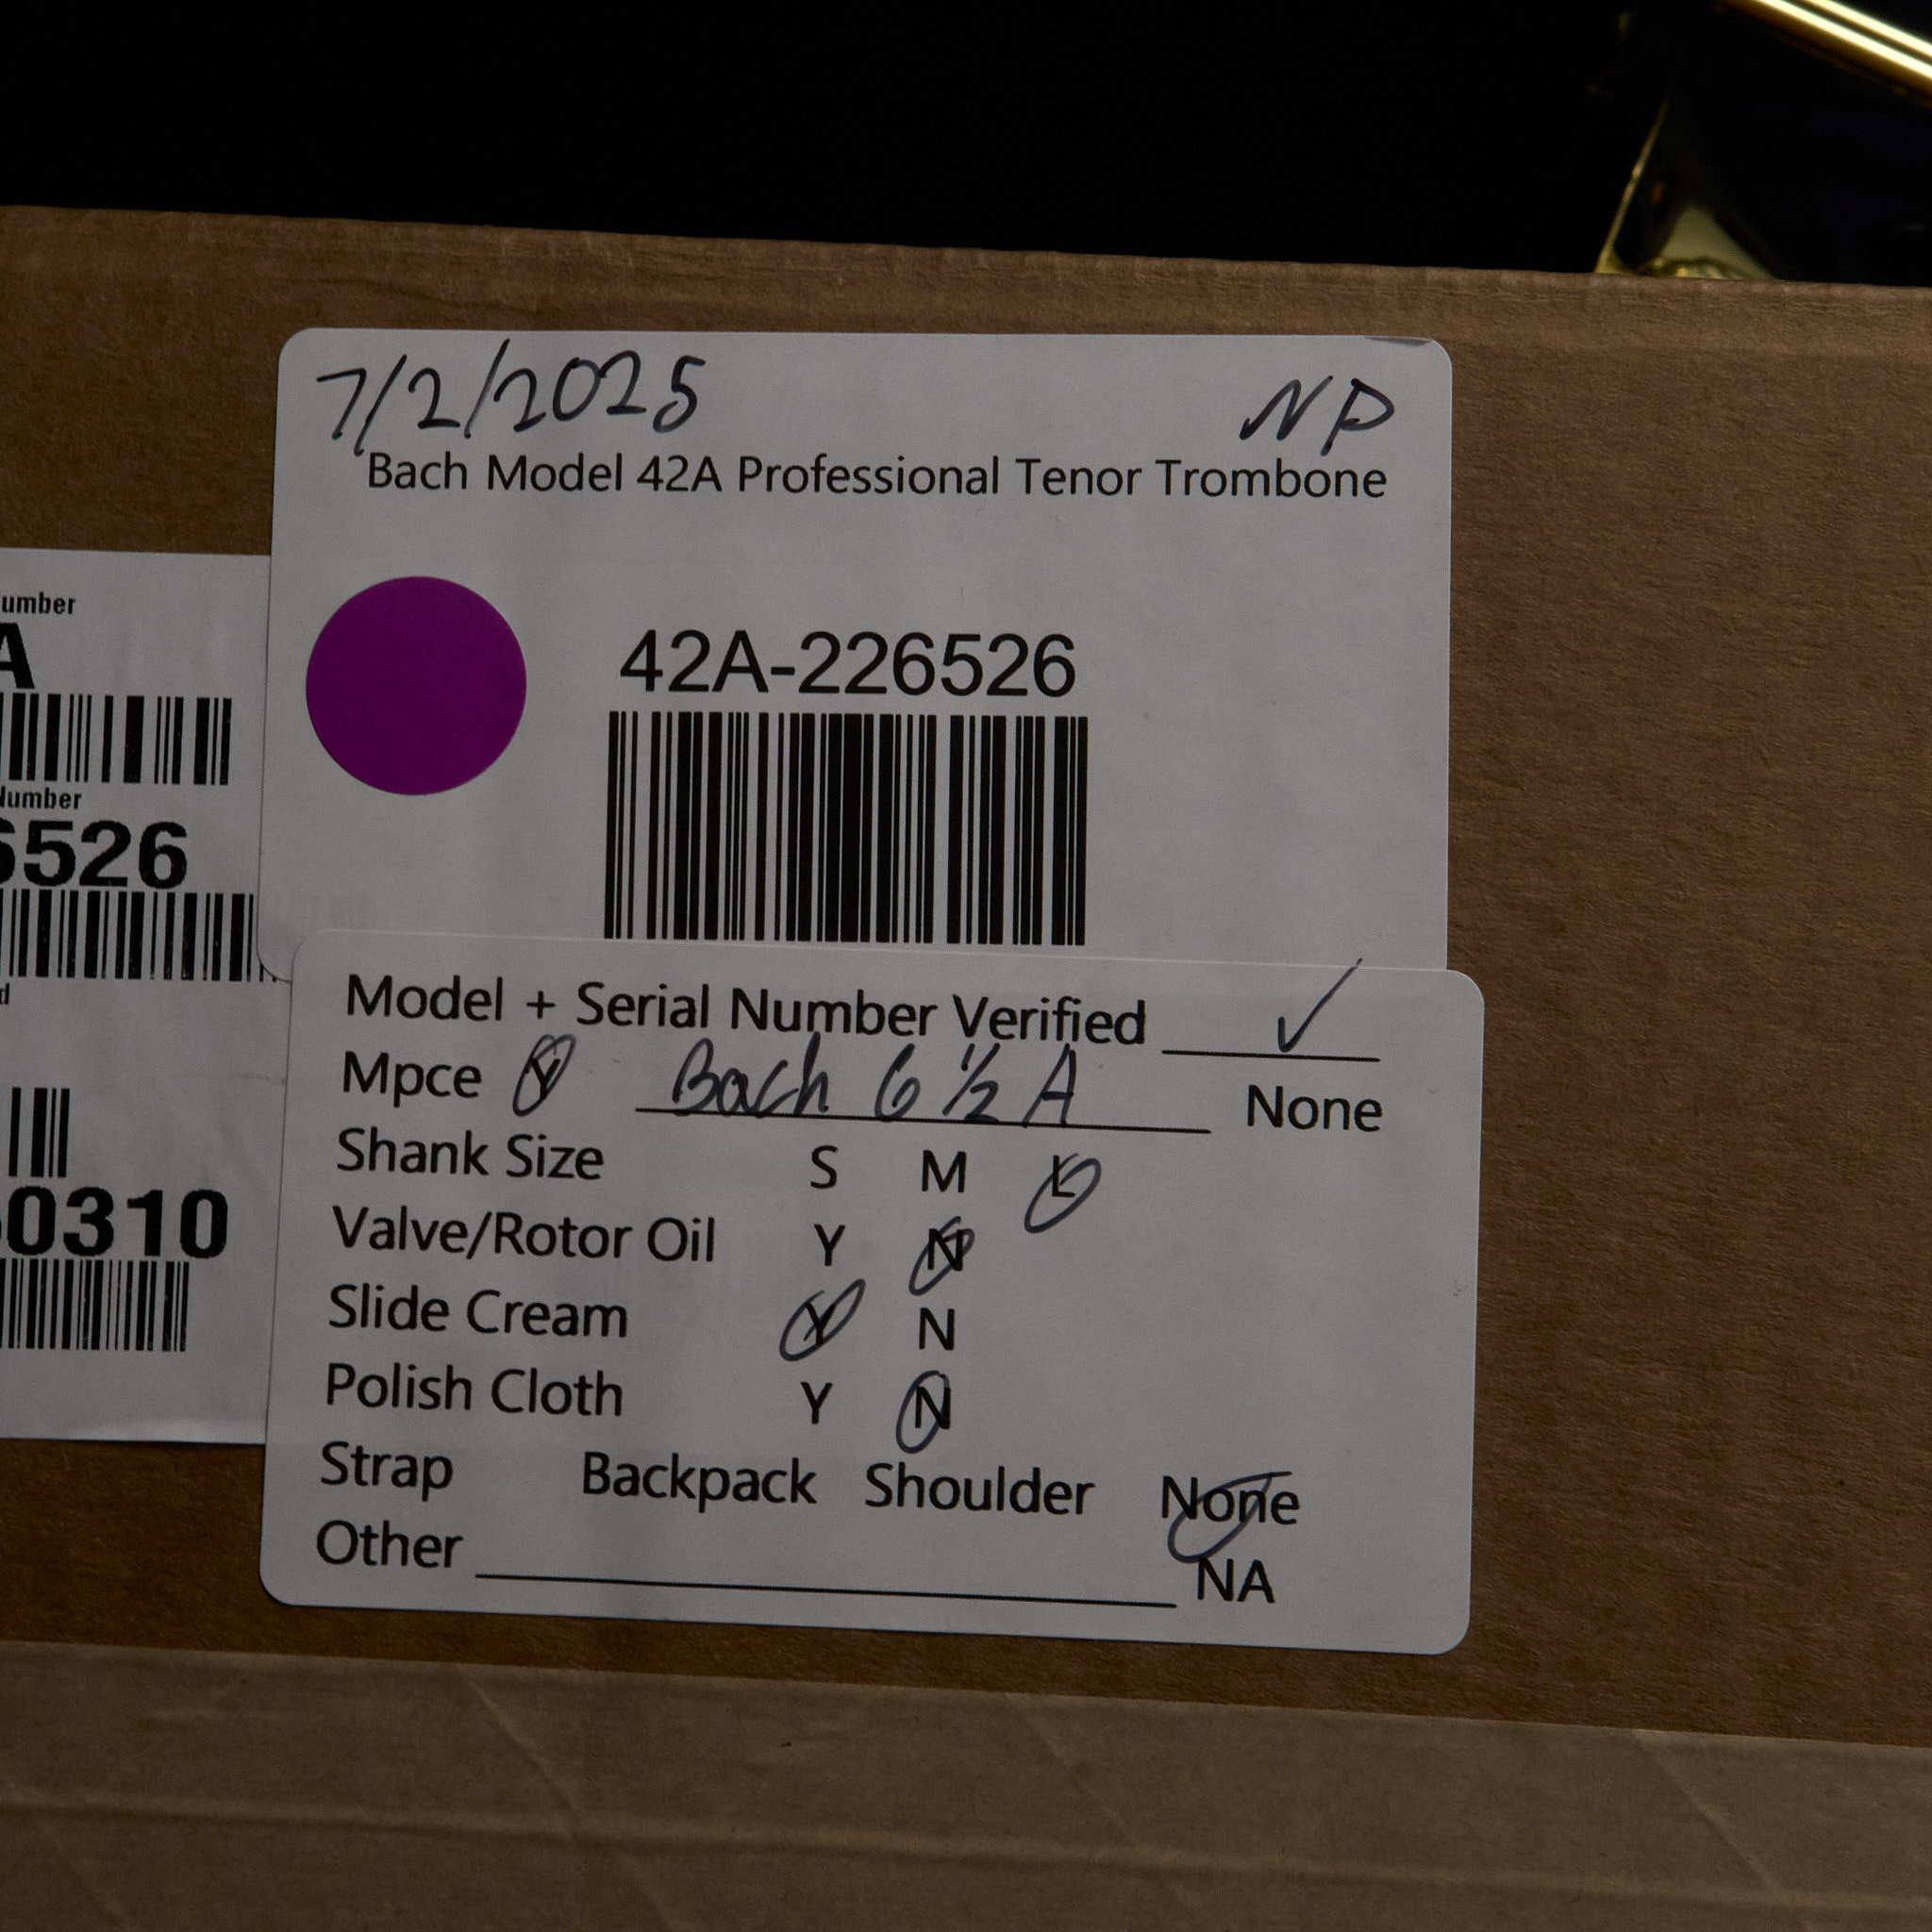 7/2/2025 NP
Bach Model 42A Professional Tenor Trombone
42A-226526
umber
A
umber
6526
d
0310
Model + Serial Number Verified ✓
Mpce Y Bach 6 1/2 A None
Shank Size S M L
Valve/Rotor Oil Y N
Slide Cream Y N
Polish Cloth Y N
Strap Backpack Shoulder None
Other NA